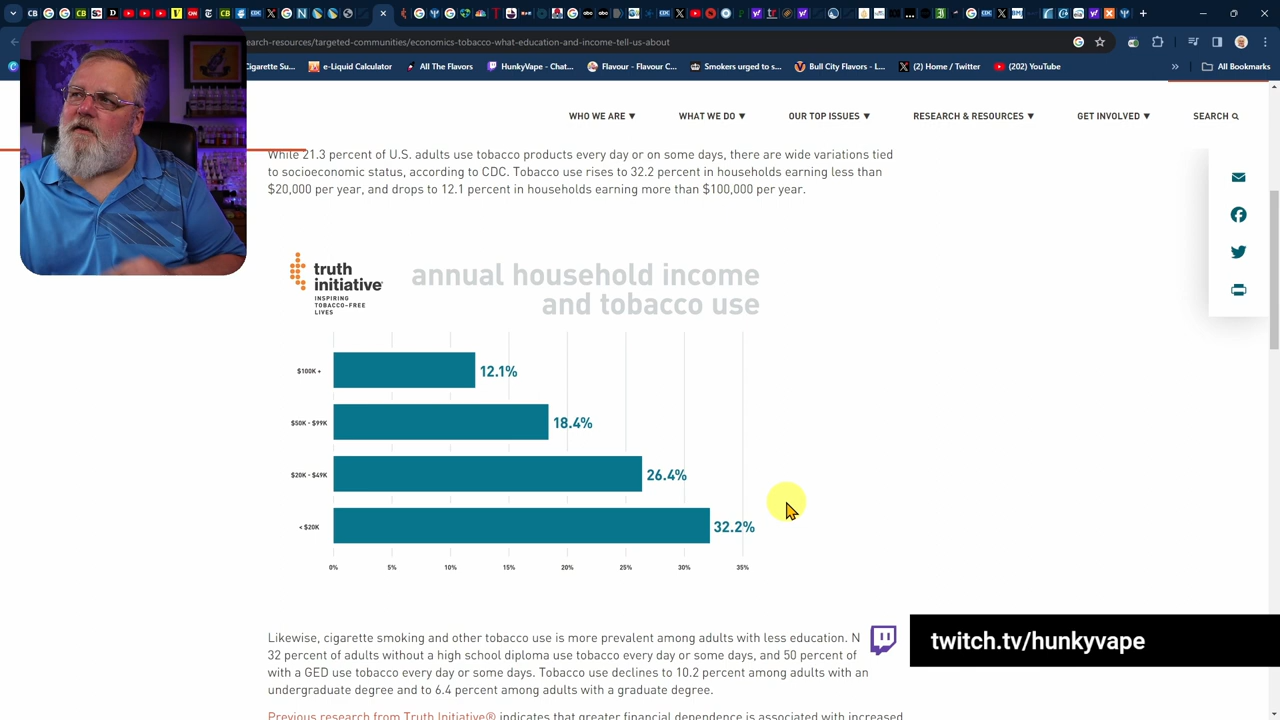 search-resources/targeted-communities/economics-tobacco-what-education-and-income-tell-us-about
Cigarette Su...
e-Liquid Calculator
All The Flavors
HunkyVape - Chat...
Flavour - Flavour C...
Smokers urged to s...
Bull City Flavors – L...
(2) Home / Twitter
(202) YouTube
»
All Bookmarks
WHO WE ARE ▼
WHAT WE DO ▼
OUR TOP ISSUES ▼
RESEARCH & RESOURCES ▼
GET INVOLVED ▼
SEARCH
While 21.3 percent of U.S. adults use tobacco products every day or on some days, there are wide variations tied
to socioeconomic status, according to CDC. Tobacco use rises to 32.2 percent in households earning less than
$20,000 per year, and drops to 12.1 percent in households earning more than $100,000 per year.
truth
initiative®
INSPIRING
TOBACCO-FREE
LIVES
annual household income
and tobacco use
$100K +
12.1%
$50K - $99K
18.4%
$20K - $49K
26.4%
< $20K
32.2%
0%
5%
10%
15%
20%
25%
30%
35%
Likewise, cigarette smoking and other tobacco use is more prevalent among adults with less education. N
32 percent of adults without a high school diploma use tobacco every day or some days, and 50 percent of
with a GED use tobacco every day or some days. Tobacco use declines to 10.2 percent among adults with an
undergraduate degree and to 6.4 percent among adults with a graduate degree.
Previous research from Truth Initiative® indicates that greater financial dependence is associated with increased
twitch.tv/hunkyvape